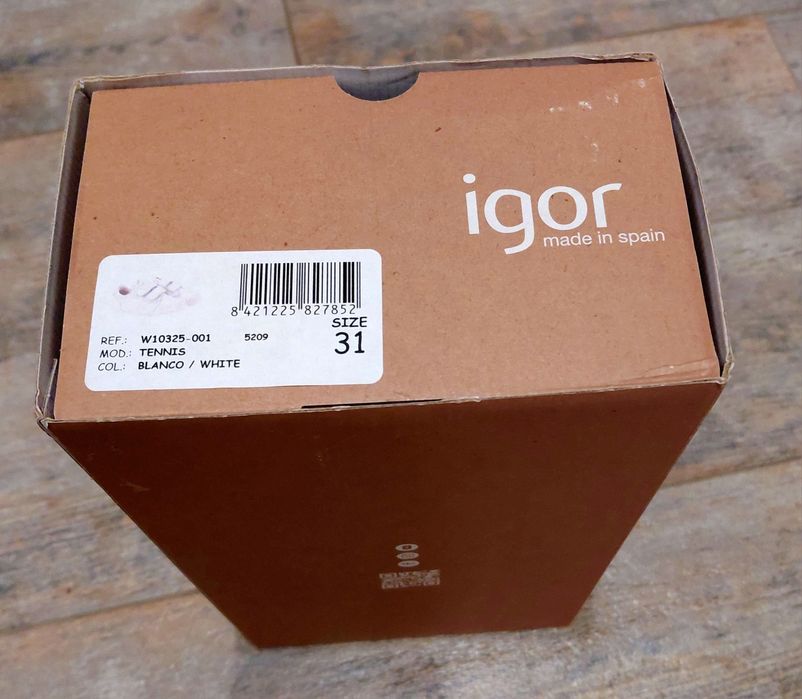 igor
made in spain
8 421225 827852
SIZE
31
REF.: W10325-001 5209
MOD.: TENNIS
COL.: BLANCO / WHITE